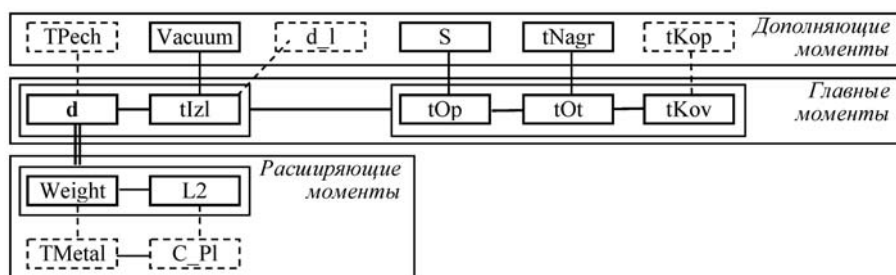 TPech Vacuum d_l S tNagr tKop Дополняющие
моменты
d tIzl tOp tOt tKov Главные
моменты
Weight L2 Расширяющие
моменты
TMetal C_Pl